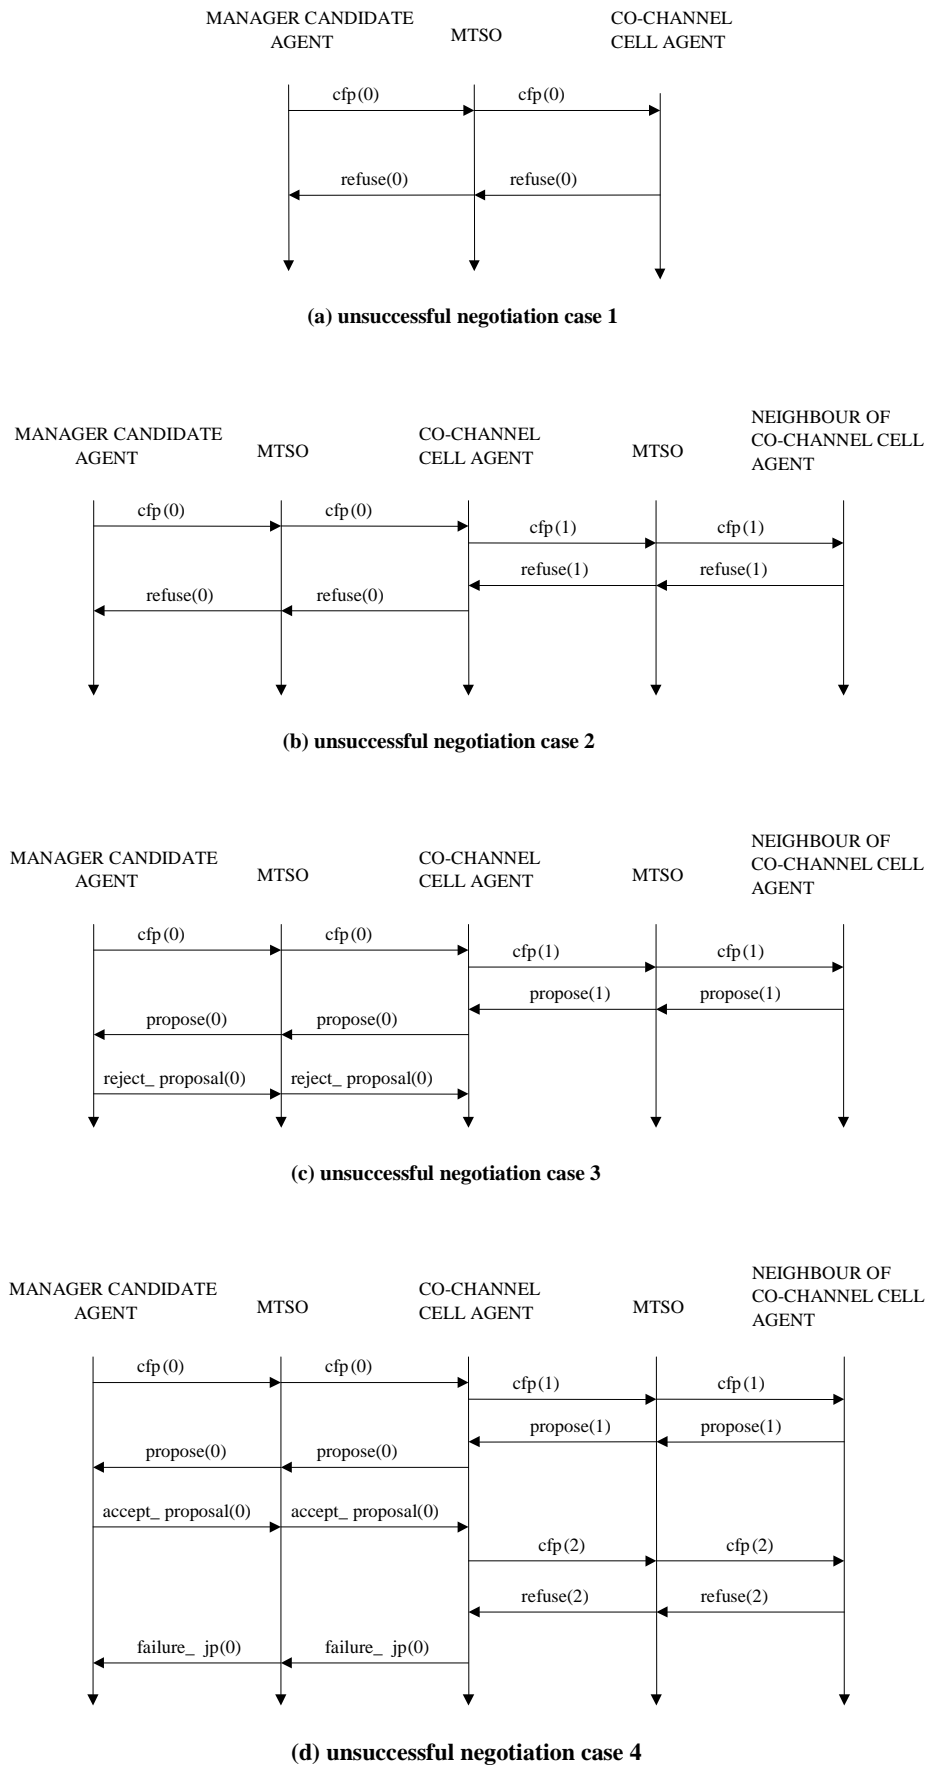 MANAGER CANDIDATE
AGENT
MTSO
CO-CHANNEL
CELL AGENT
cfp(0)
cfp(0)
refuse(0)
refuse(0)
(a) unsuccessful negotiation case 1
MANAGER CANDIDATE
AGENT
MTSO
CO-CHANNEL
CELL AGENT
MTSO
NEIGHBOUR OF
CO-CHANNEL CELL
AGENT
cfp(0)
cfp(0)
cfp(1)
cfp(1)
refuse(1)
refuse(1)
refuse(0)
refuse(0)
(b) unsuccessful negotiation case 2
MANAGER CANDIDATE
AGENT
MTSO
CO-CHANNEL
CELL AGENT
MTSO
NEIGHBOUR OF
CO-CHANNEL CELL
AGENT
cfp(0)
cfp(0)
cfp(1)
cfp(1)
propose(1)
propose(1)
propose(0)
propose(0)
reject_ proposal(0)
reject_ proposal(0)
(c) unsuccessful negotiation case 3
MANAGER CANDIDATE
AGENT
MTSO
CO-CHANNEL
CELL AGENT
MTSO
NEIGHBOUR OF
CO-CHANNEL CELL
AGENT
cfp(0)
cfp(0)
cfp(1)
cfp(1)
propose(1)
propose(1)
propose(0)
propose(0)
accept_ proposal(0)
accept_ proposal(0)
cfp(2)
cfp(2)
refuse(2)
refuse(2)
failure_ jp(0)
failure_ jp(0)
(d) unsuccessful negotiation case 4